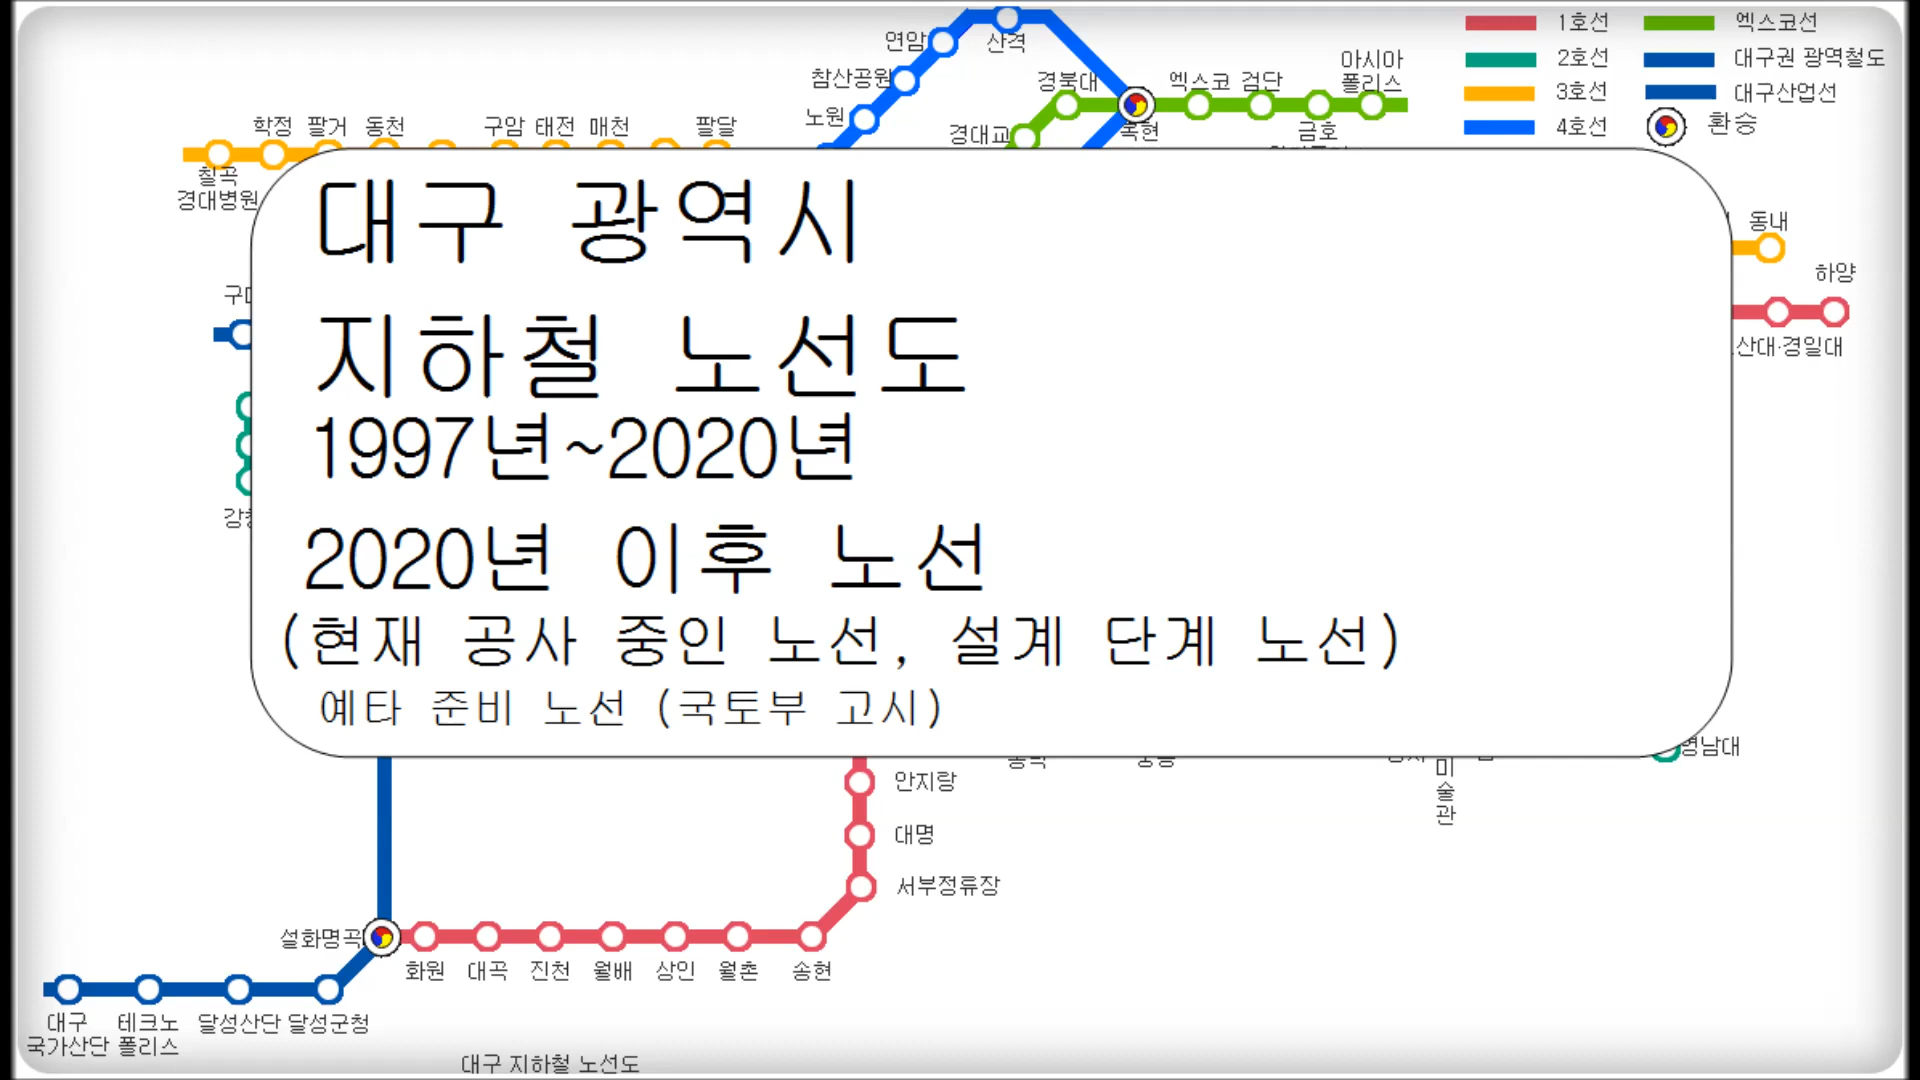 연암
산격
참산공원
노원
경북대
엑스코
검단
아시아
폴리스
경대교
금호
1호선
엑스코선
2호선
대구권 광역철도
3호선
대구산업선
4호선
환승
학정 팔거 동천 구암 태전 매천 팔달
칠곡
경대병원
대구 광역시
지하철 노선도
1997년~2020년
2020년 이후 노선
(현재 공사 중인 노선, 설계 단계 노선)
예타 준비 노선 (국토부 고시)
동내
하양
산대·경일대
영남대
미
술
관
안지랑
대명
서부정류장
설화명곡
화원 대곡 진천 월배 상인 월촌 송현
대구
국가산단
테크노
폴리스
달성산단
달성군청
대구 지하철 노선도